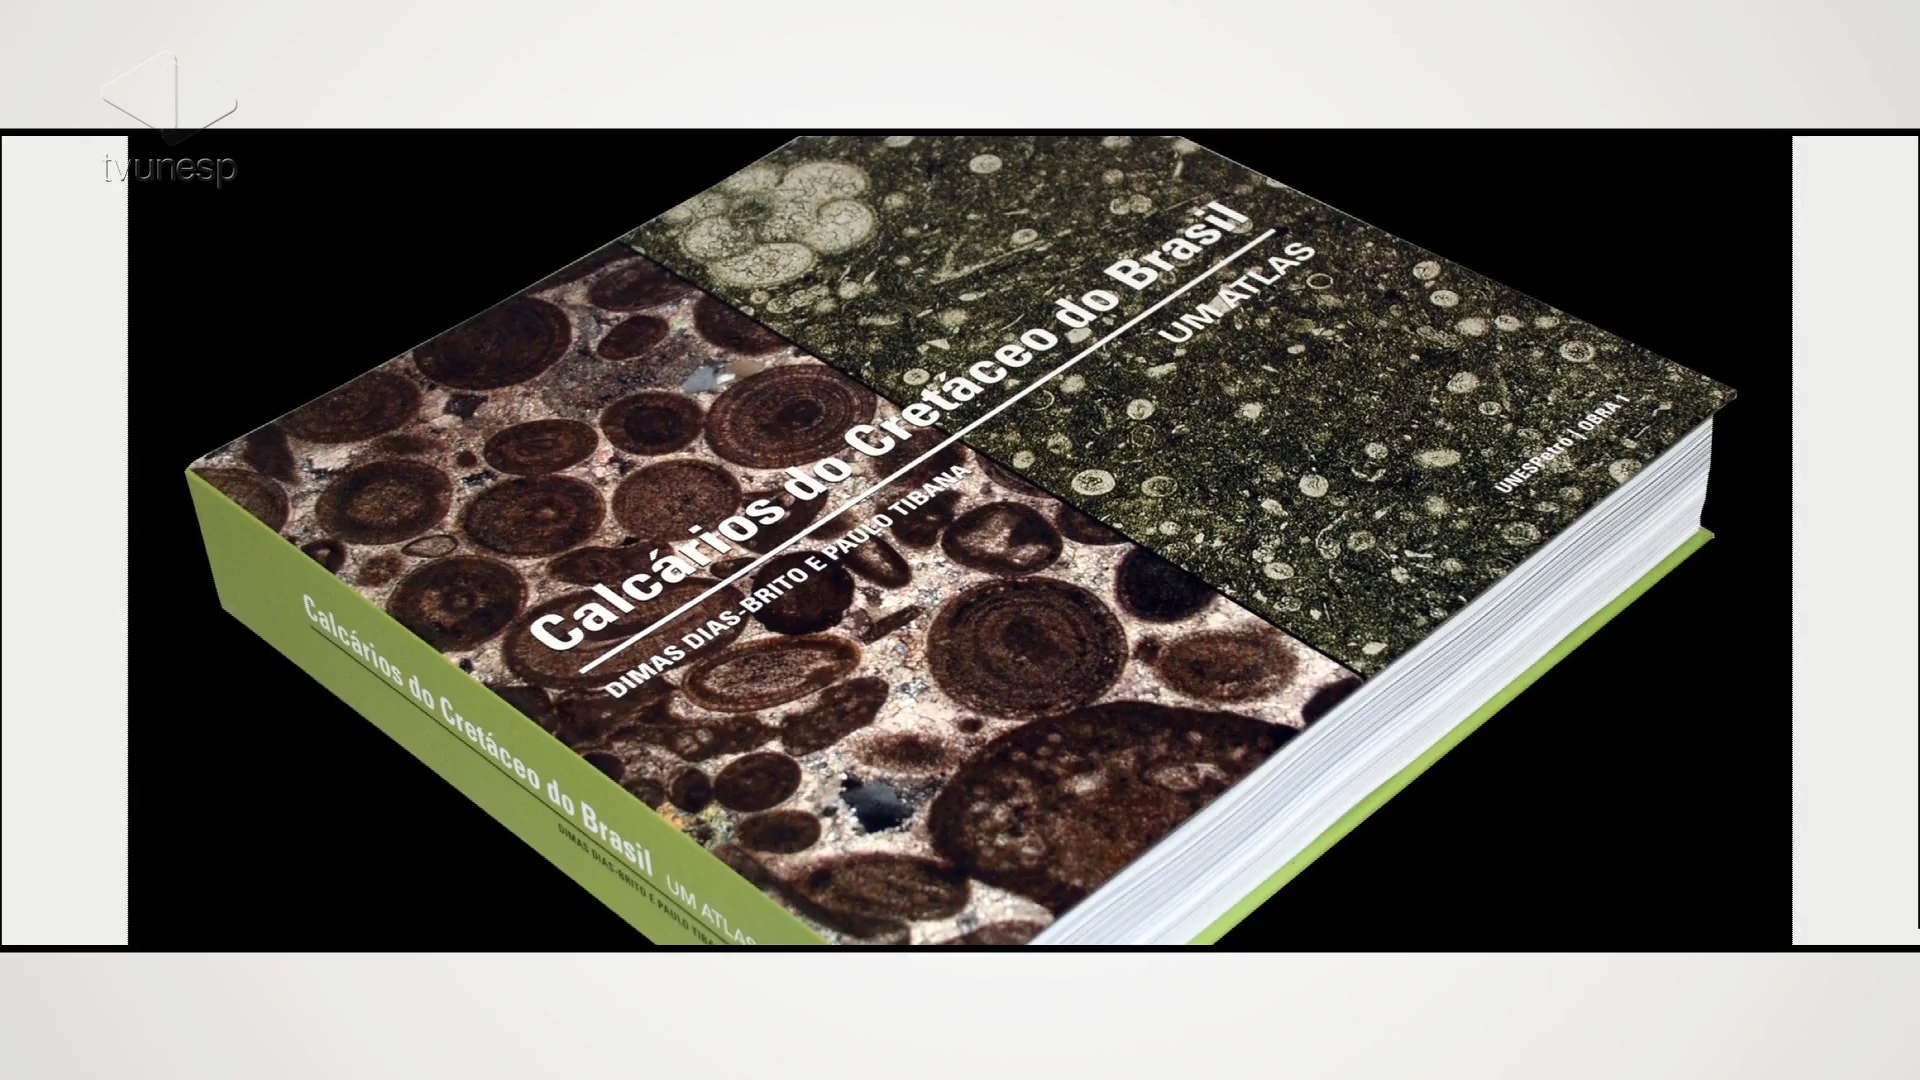 tvunesp
Calcários do Cretáceo do Brasil
UM ATLAS
DIMAS DIAS-BRITO E PAULO TIBANA
UNESPetro | OBRA 1
Calcários do Cretáceo do Brasil UM ATLAS
DIMAS DIAS-BRITO E PAULO